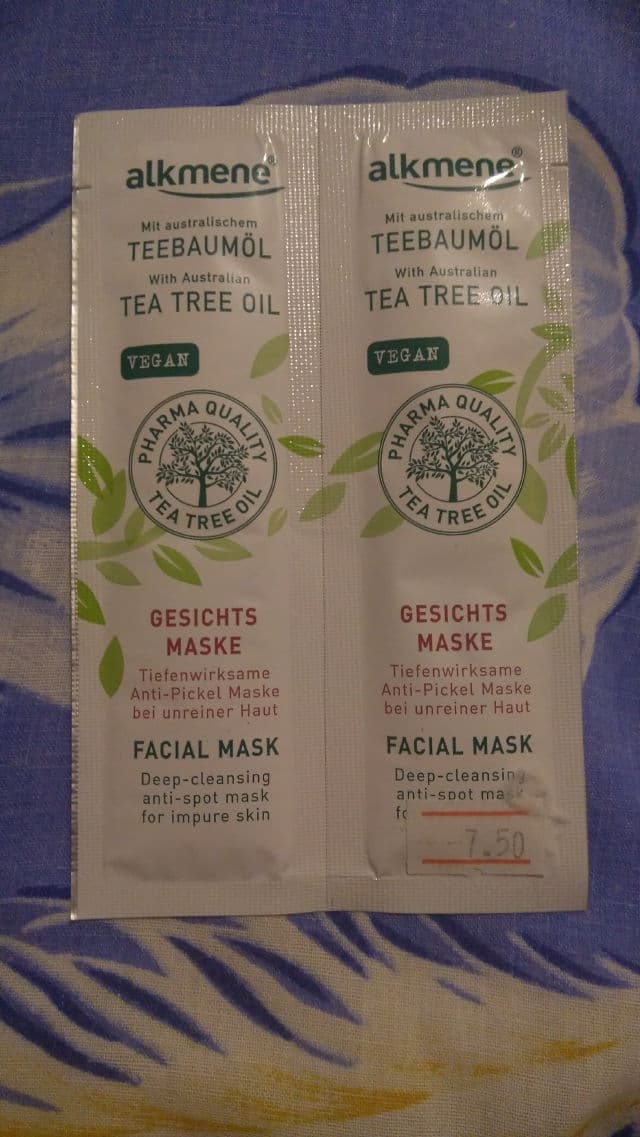 alkmene®
Mit australischem
TEEBAUMÖL
With Australian
TEA TREE OIL
VEGAN
PHARMA QUALITY
TEA TREE OIL
GESICHTS
MASKE
Tiefenwirksame
Anti-Pickel Maske
bei unreiner Haut
FACIAL MASK
Deep-cleansing
anti-spot mask
for impure skin
alkmene®
Mit australischem
TEEBAUMÖL
With Australian
TEA TREE OIL
VEGAN
PHARMA QUALITY
TEA TREE OIL
GESICHTS
MASKE
Tiefenwirksame
Anti-Pickel Maske
bei unreiner Haut
FACIAL MASK
Deep-cleansing
anti-spot mask
7.50